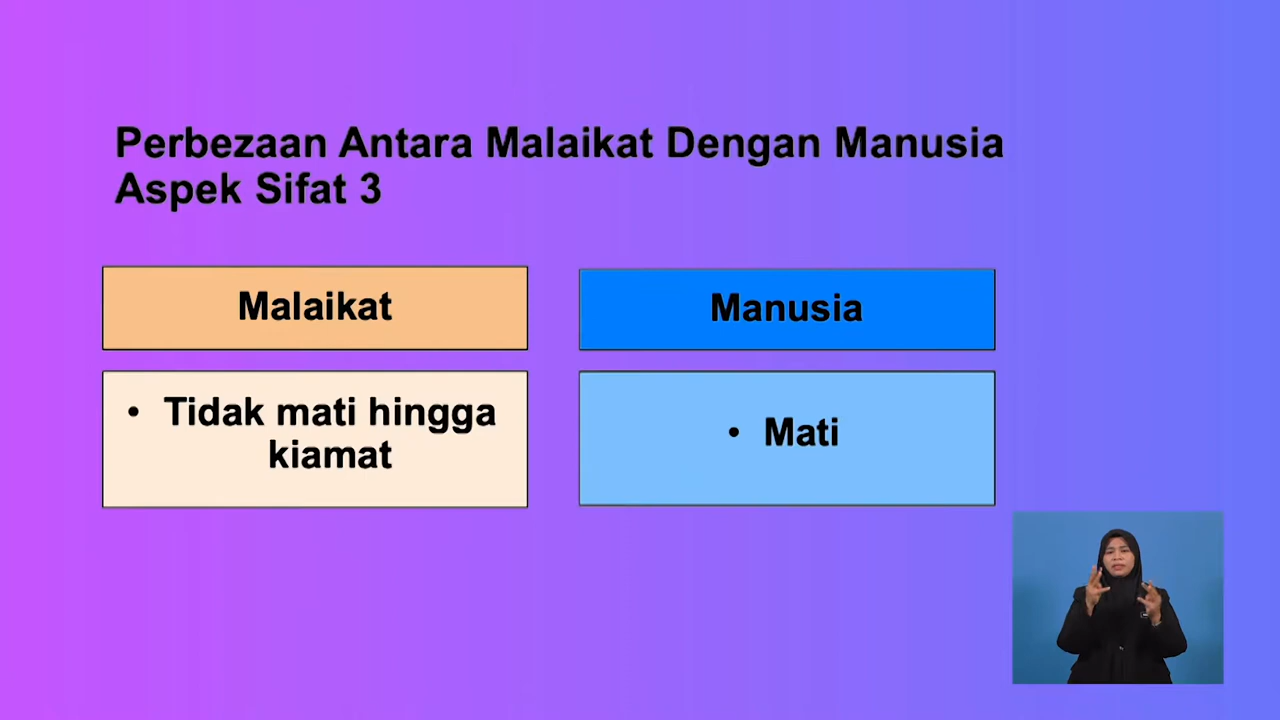 Perbezaan Antara Malaikat Dengan Manusia
Aspek Sifat 3
Malaikat
Manusia
• Tidak mati hingga
kiamat
• Mati